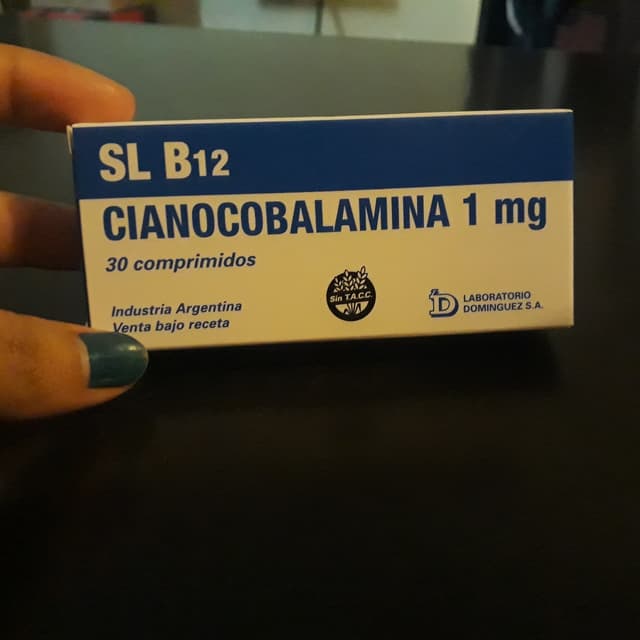 SL B12
CIANOCOBALAMINA 1 mg
30 comprimidos
Sin T.A.C.C.
Industria Argentina
Venta bajo receta
LABORATORIO
DOMINGUEZ S.A.